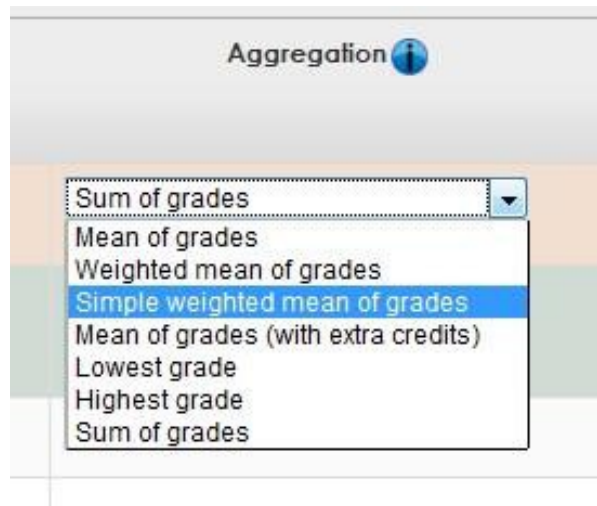 Aggregation
Sum of grades
Mean of grades
Weighted mean of grades
Simple weighted mean of grades
Mean of grades (with extra credits)
Lowest grade
Highest grade
Sum of grades